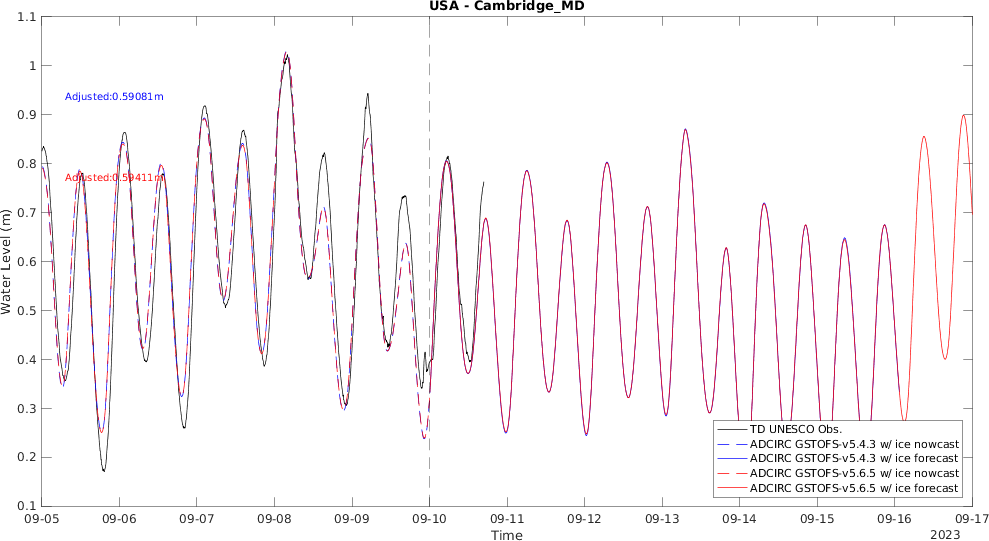 USA - Cambridge_MD
1.1
1
0.9
0.8
0.7
0.6
0.5
0.4
0.3
0.2
0.1
Water Level (m)
Adjusted:0.59081m
Adjusted:0.59411m
TD UNESCO Obs.
ADCIRC GSTOFS-v5.4.3 w/ ice nowcast
ADCIRC GSTOFS-v5.4.3 w/ ice forecast
ADCIRC GSTOFS-v5.6.5 w/ ice nowcast
ADCIRC GSTOFS-v5.6.5 w/ ice forecast
09-05 09-06 09-07 09-08 09-09 09-10 09-11 09-12 09-13 09-14 09-15 09-16 09-17
Time
2023